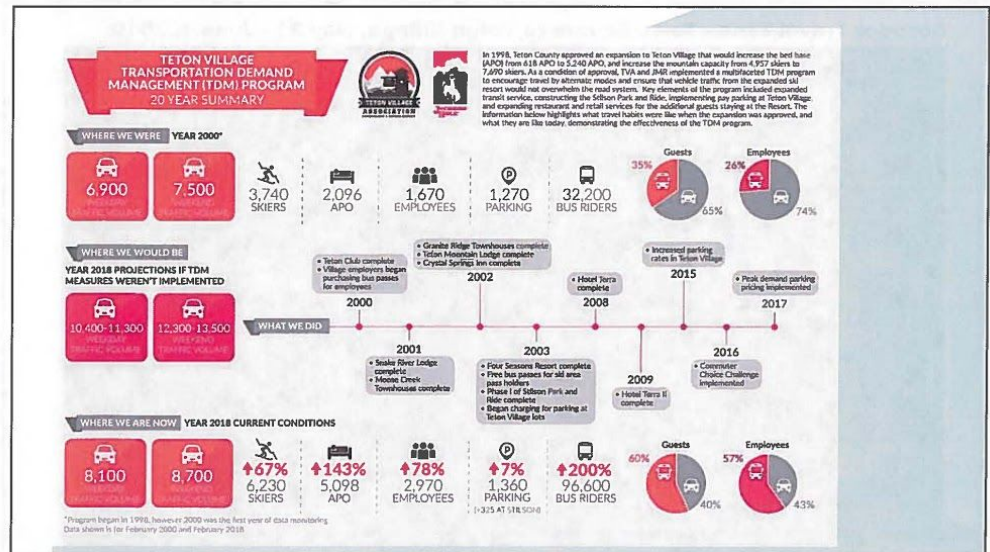 TETON VILLAGE
TRANSPORTATION DEMAND
MANAGEMENT (TDM) PROGRAM
20 YEAR SUMMARY
TETON VILLAGE
ASSOCIATION
In 1998, Teton County approved an expansion to Teton Village that would increase the bed base
(APO) from 618 APO to 5,240 APO, and increase the mountain capacity from 4,957 skiers to
7,690 skiers. As a condition of approval, TVA and JMR implemented a multifaceted TDM program
to encourage travel by alternate modes and ensure that vehicle traffic from the expanded ski
resort would not overwhelm the road system. Key elements of the program included expanded
transit service, constructing the Stilson Park and Ride, implementing pay parking at Teton Village,
and expanding restaurant and retail services for the additional guests staying at the Resort. The
information below highlights what travel habits were like when the expansion was approved, and
what they are like today, demonstrating the effectiveness of the TDM program.
WHERE WE WERE YEAR 2000*
6,900
WEEKDAY
TRAFFIC VOLUME
7,500
WEEKEND
TRAFFIC VOLUME
3,740
SKIERS
2,096
APO
1,670
EMPLOYEES
P
1,270
PARKING
32,200
BUS RIDERS
Guests
35%
65%
Employees
26%
74%
WHERE WE WOULD BE
YEAR 2018 PROJECTIONS IF TDM
MEASURES WEREN'T IMPLEMENTED
10,400-11,300
WEEKDAY
TRAFFIC VOLUME
12,300-13,500
WEEKEND
TRAFFIC VOLUME
WHAT WE DID
• Teton Club complete
• Village employers began
purchasing bus passes
for employees
2000
• Snake River Lodge
complete
• Moose Creek
Townhouses complete
2001
• Granite Ridge Townhouses complete
• Teton Mountain Lodge complete
• Crystal Springs Inn complete
2002
2003
• Four Seasons Resort complete
• Free bus passes for ski area
pass holders
• Phase I of Stilson Park and
Ride complete
• Began charging for parking at
Teton Village lots
• Hotel Terra
complete
2008
2009
• Hotel Terra II
complete
• Increased parking
rates in Teton Village
2015
2016
• Commuter
Choice Challenge
implemented
• Peak demand parking
pricing implemented
2017
WHERE WE ARE NOW YEAR 2018 CURRENT CONDITIONS
8,100
WEEKDAY
TRAFFIC VOLUME
8,700
WEEKEND
TRAFFIC VOLUME
67%
6,230
SKIERS
143%
5,098
APO
78%
2,970
EMPLOYEES
P
7%
1,360
PARKING
(+325 AT STILSON)
200%
96,600
BUS RIDERS
Guests
60%
40%
Employees
57%
43%
*Program began in 1998, however 2000 was the first year of data monitoring
Data shown is for February 2000 and February 2018